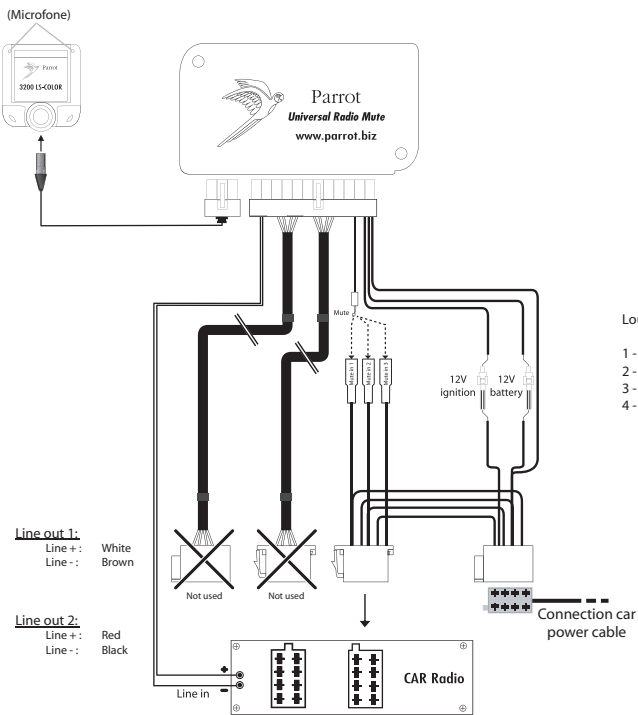 (Microfone)
Parrot
3200 LS-COLOR
Parrot
Universal Radio Mute
www.parrot.biz
Mute
Mute in 1
Mute in 2
Mute in 3
12V
ignition
12V
battery
Lou
1 -
2 -
3 -
4 -
Line out 1:
Line + : White
Line - : Brown
Not used
Not used
Line out 2:
Line + : Red
Line - : Black
Connection car
power cable
+
-
Line in
CAR Radio